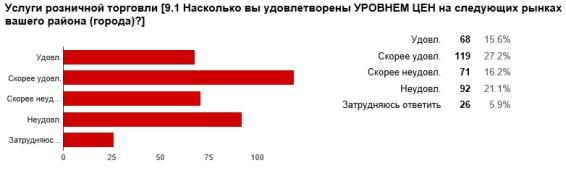 Услуги розничной торговли [9.1 Насколько вы удовлетворены УРОВНЕМ ЦЕН на следующих рынках
вашего района (города)?]
Удовл.
Скорее удовл.
Скорее неуд...
Неудовл.
Затрудняюс...
0 25 50 75 100
Удовл. 68 15.6%
Скорее удовл. 119 27.2%
Скорее неудовл. 71 16.2%
Неудовл. 92 21.1%
Затрудняюсь ответить 26 5.9%